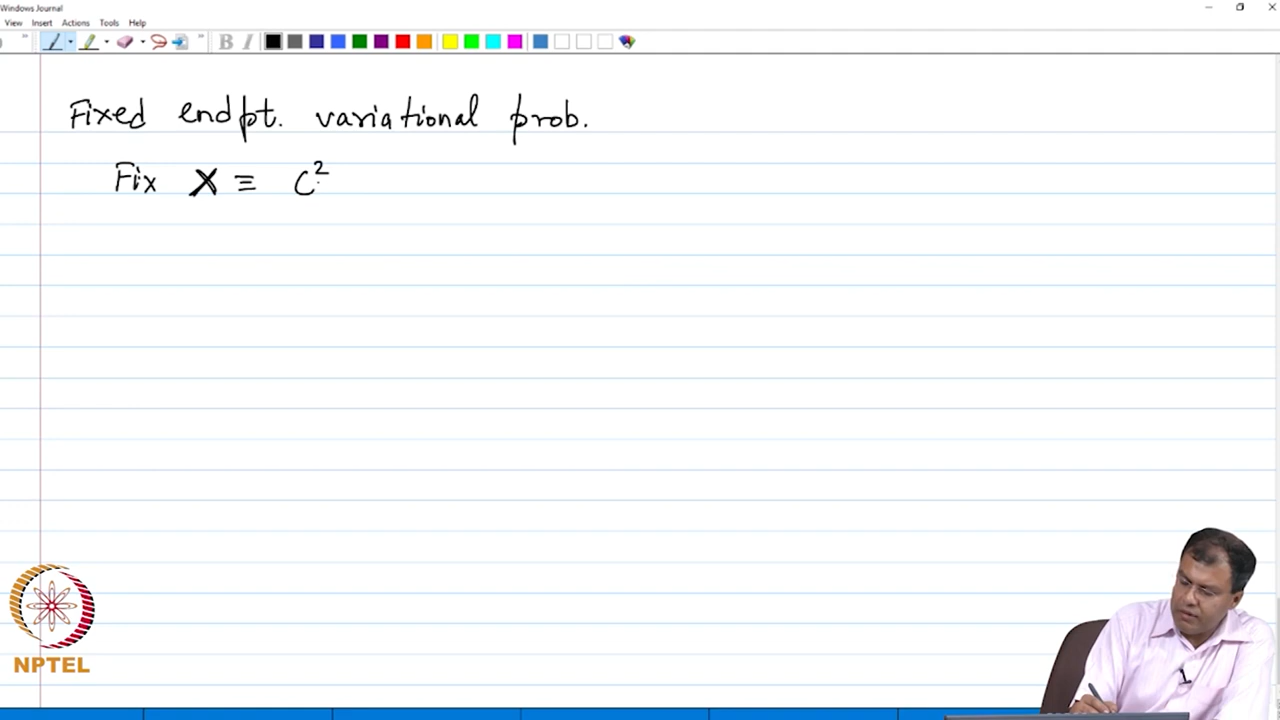 Windows Journal
View Insert Actions Tools Help
B I
Fixed endpt. variational prob.
Fix X ≡ C²
NPTEL